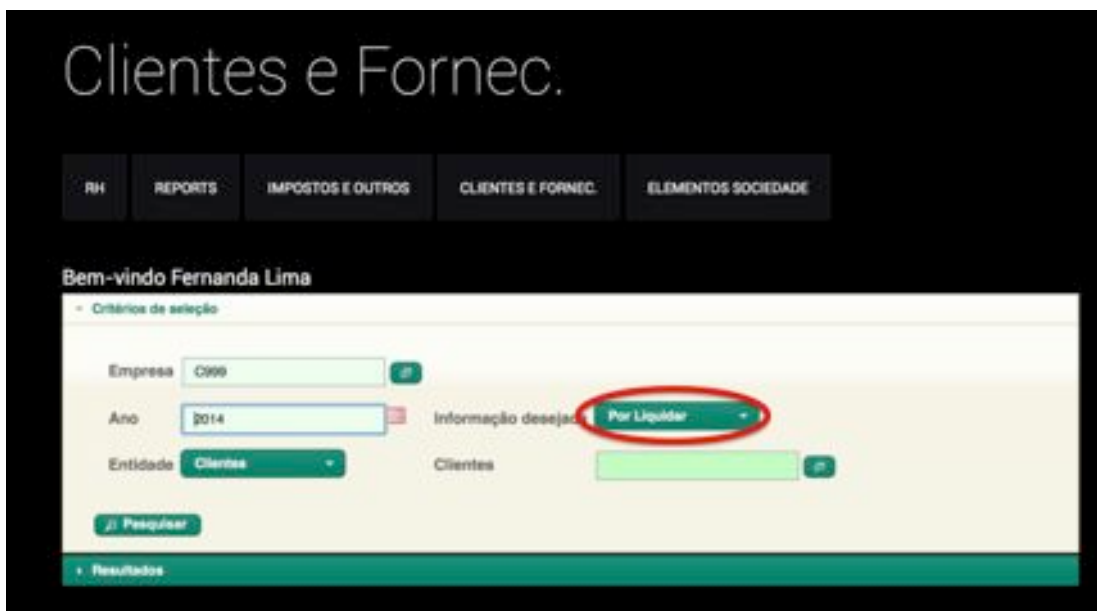 Clientes e Fornec.
RH REPORTS IMPOSTOS E OUTROS CLIENTES E FORNEC. ELEMENTOS SOCIEDADE
Bem-vindo Fernanda Lima
Critérios de seleção
Empresa C999
Ano 2014 Informação desejada Por Liquidar
Entidade Clientes Clientes
Pesquisar
Resultados